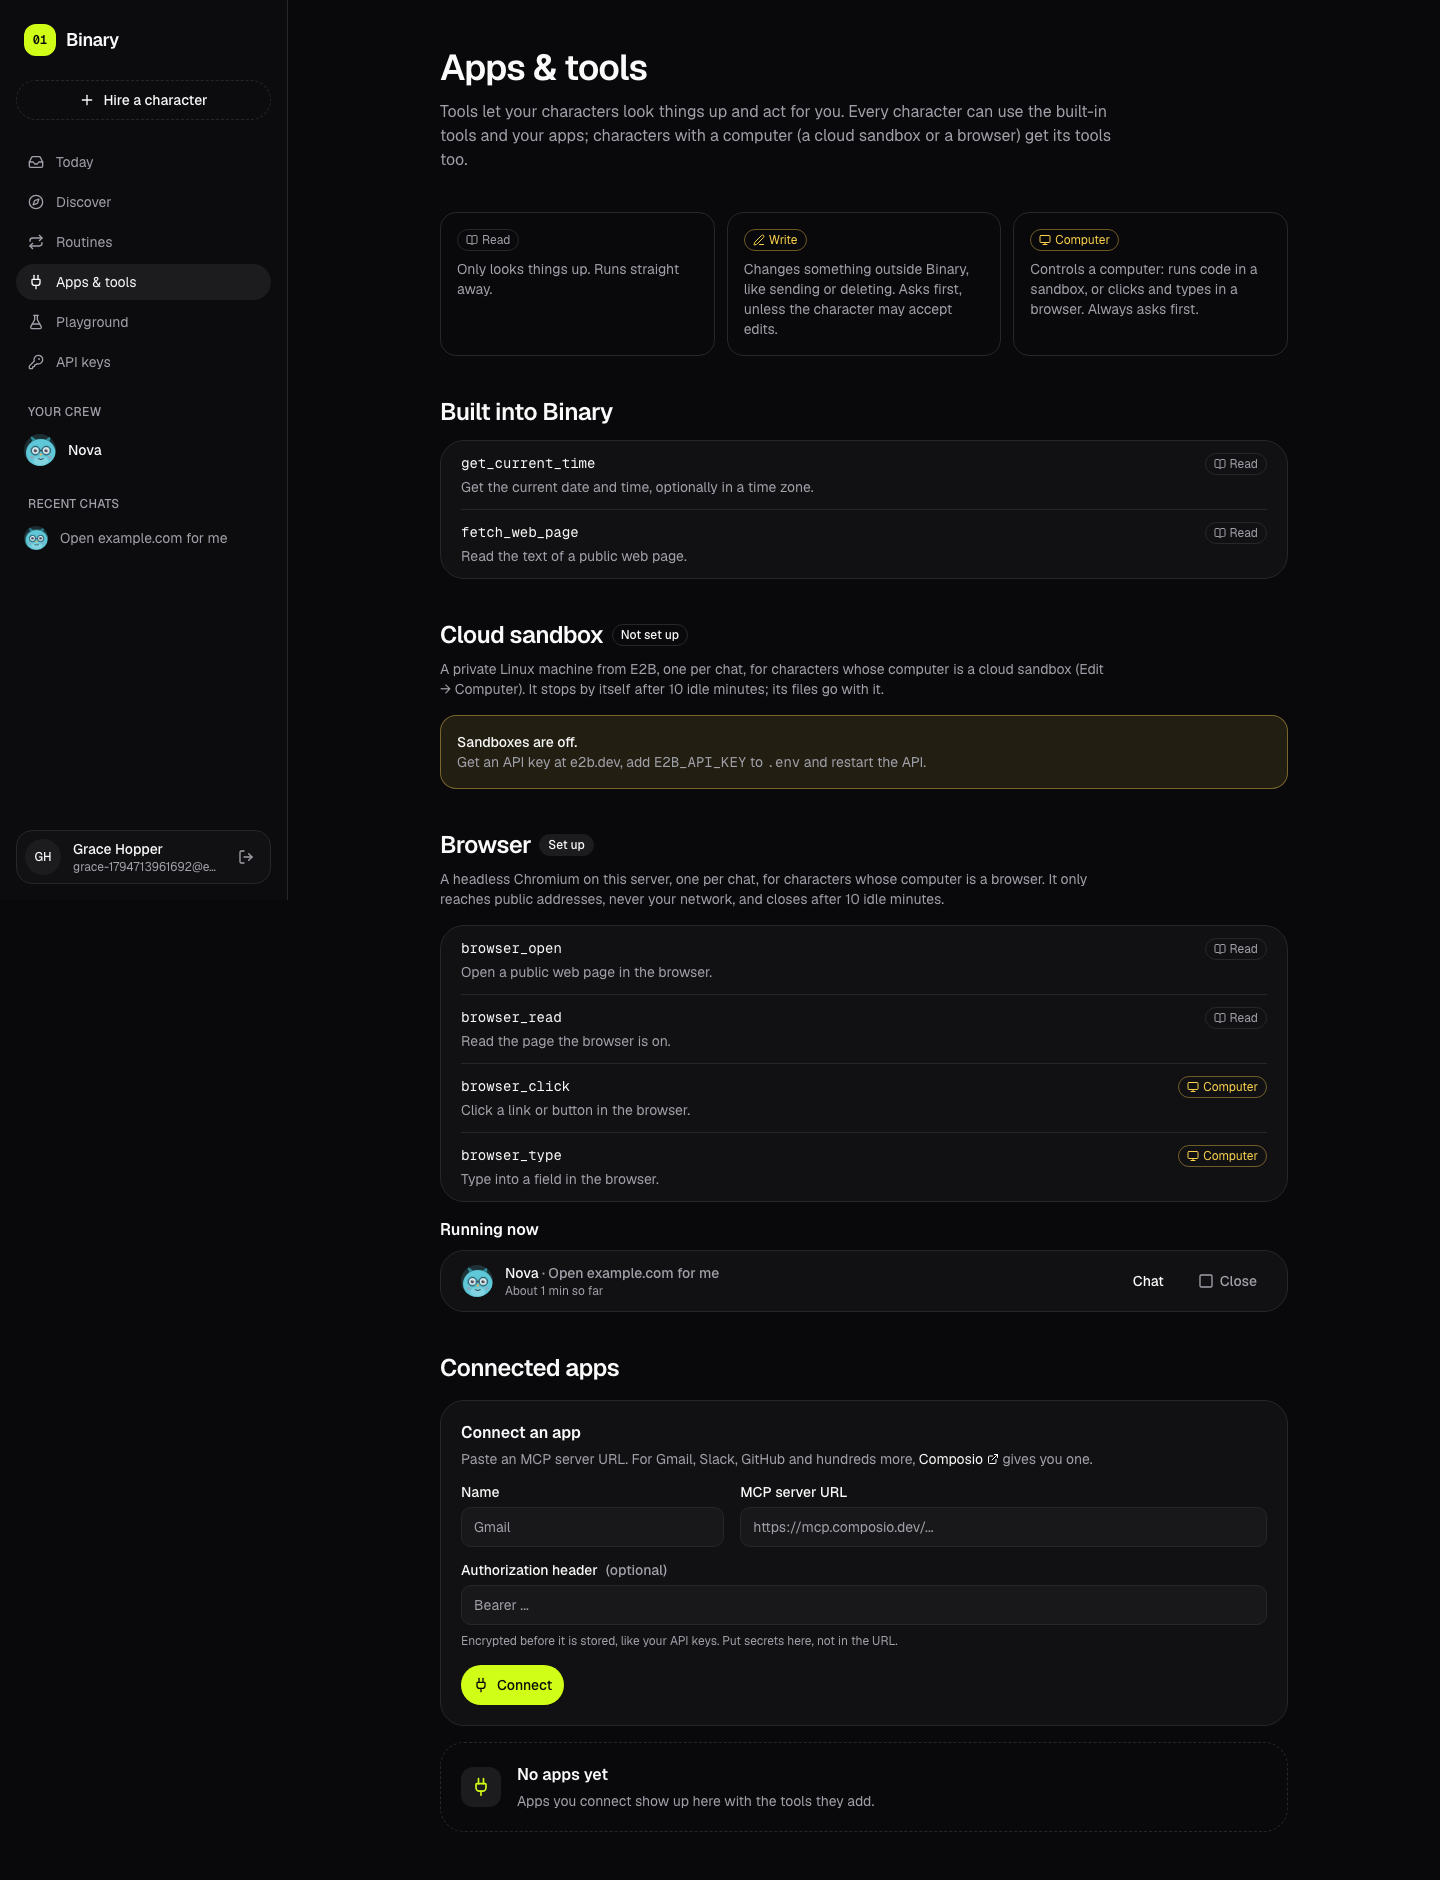 01 Binary
Hire a character
Today
Discover
Routines
Apps & tools
Playground
API keys
YOUR CREW
Nova
RECENT CHATS
Open example.com for me
GH
Grace Hopper
grace-1794713961692@e...
Apps & tools
Tools let your characters look things up and act for you. Every character can use the built-in
tools and your apps; characters with a computer (a cloud sandbox or a browser) get its tools
too.
Read
Only looks things up. Runs straight
away.
Write
Changes something outside Binary,
like sending or deleting. Asks first,
unless the character may accept
edits.
Computer
Controls a computer: runs code in a
sandbox, or clicks and types in a
browser. Always asks first.
Built into Binary
get_current_time
Read
Get the current date and time, optionally in a time zone.
fetch_web_page
Read
Read the text of a public web page.
Cloud sandbox
Not set up
A private Linux machine from E2B, one per chat, for characters whose computer is a cloud sandbox (Edit
→ Computer). It stops by itself after 10 idle minutes; its files go with it.
Sandboxes are off.
Get an API key at e2b.dev, add E2B_API_KEY to .env and restart the API.
Browser
Set up
A headless Chromium on this server, one per chat, for characters whose computer is a browser. It only
reaches public addresses, never your network, and closes after 10 idle minutes.
browser_open
Read
Open a public web page in the browser.
browser_read
Read
Read the page the browser is on.
browser_click
Computer
Click a link or button in the browser.
browser_type
Computer
Type into a field in the browser.
Running now
Nova · Open example.com for me
About 1 min so far
Chat
Close
Connected apps
Connect an app
Paste an MCP server URL. For Gmail, Slack, GitHub and hundreds more, Composio gives you one.
Name
MCP server URL
Gmail
https://mcp.composio.dev/...
Authorization header (optional)
Bearer ...
Encrypted before it is stored, like your API keys. Put secrets here, not in the URL.
Connect
No apps yet
Apps you connect show up here with the tools they add.